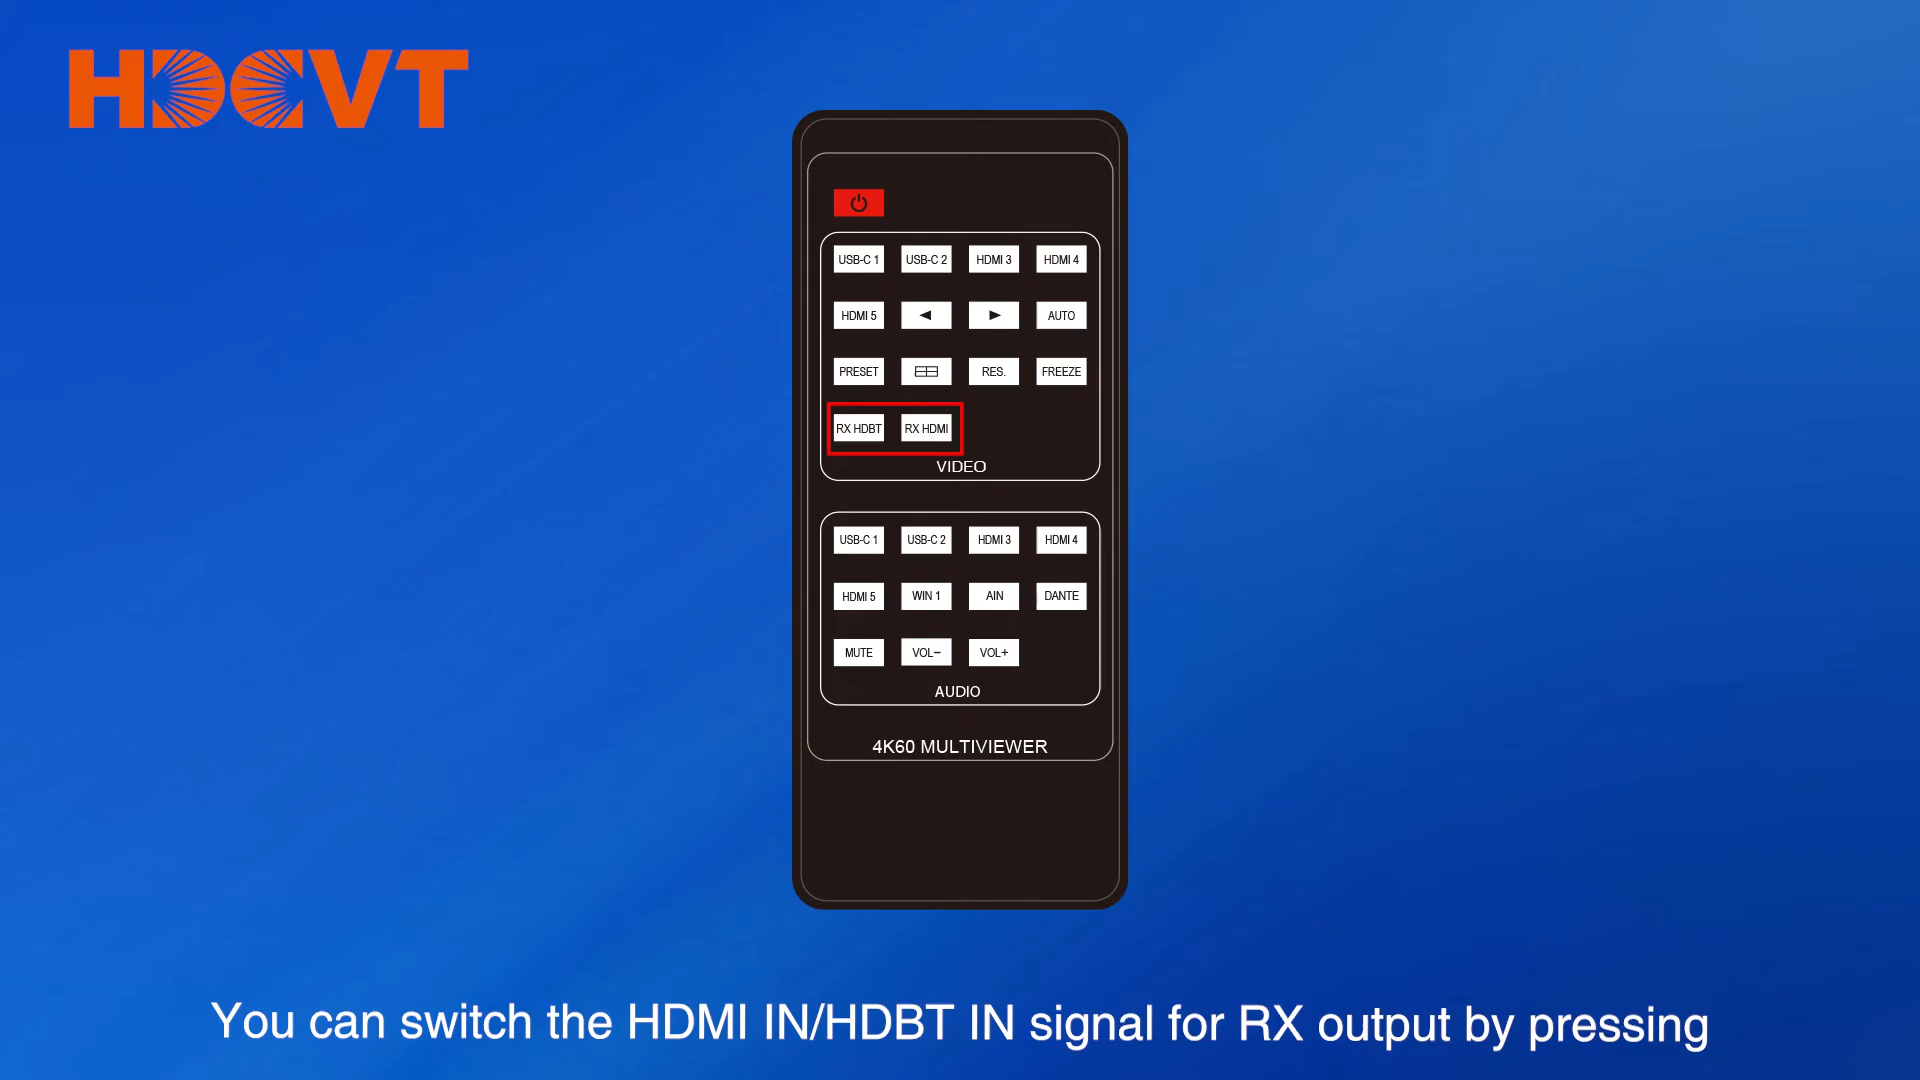 HDCVT
USB-C 1 USB-C 2 HDMI 3 HDMI 4
HDMI 5 AUTO
PRESET RES. FREEZE
RX HDBT RX HDMI
VIDEO
USB-C 1 USB-C 2 HDMI 3 HDMI 4
HDMI 5 WIN 1 AIN DANTE
MUTE VOL− VOL+
AUDIO
4K60 MULTIVIEWER
You can switch the HDMI IN/HDBT IN signal for RX output by pressing